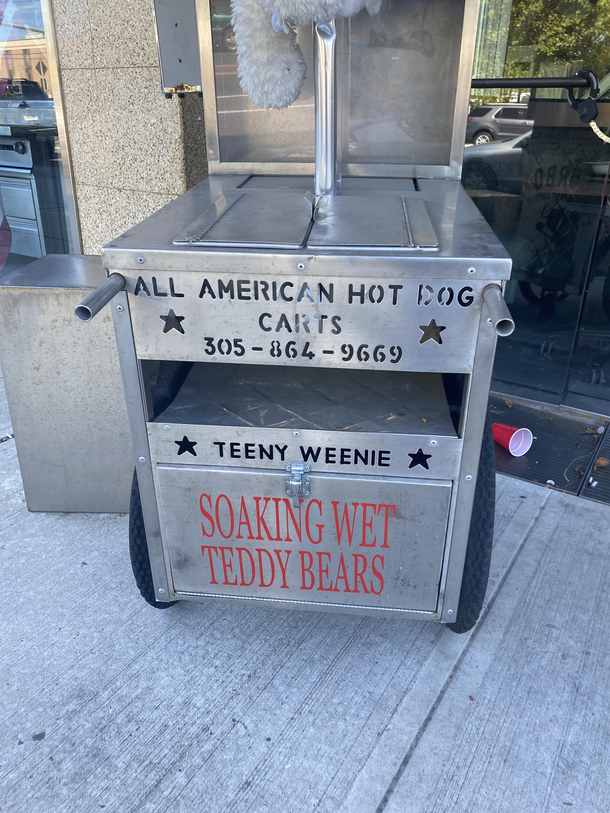 ALL AMERICAN HOT DOG
CARTS
305-864-9669
TEENY WEENIE
SOAKING WET
TEDDY BEARS